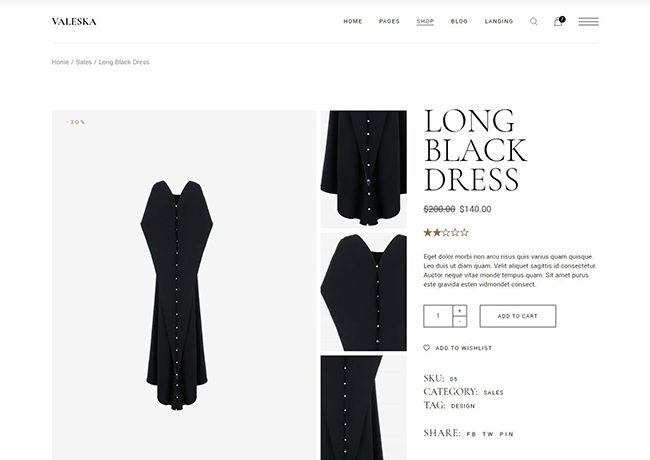 VALESKA
HOME PAGES SHOP BLOG LANDING
Home / Sales / Long Black Dress
-30%
LONG
BLACK
DRESS
$200.00 $140.00
Eget dolor morbi non arcu risus quis varius quam quisque.
Leo duis ut diam quam. Velit aliquet sagittis id consectetur.
Auctor neque vitae monde tempus quam. Sit amet purus
este gravida esten vidmondet consect.
1 + -
ADD TO CART
ADD TO WISHLIST
SKU: 05
CATEGORY: SALES
TAG: DESIGN
SHARE: FB TW PIN